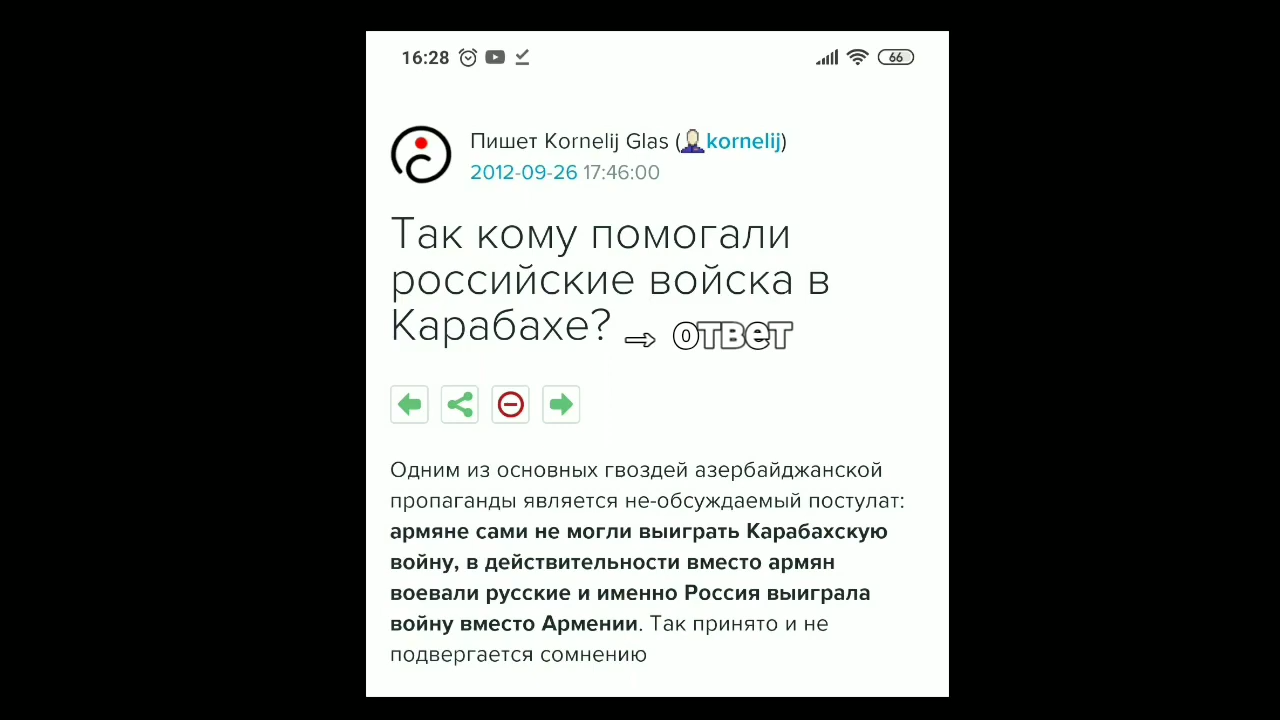 16:28
66
Пишет Kornelij Glas (kornelij)
2012-09-26 17:46:00
Так кому помогали
российские войска в
Карабахе? → ответ
Одним из основных гвоздей азербайджанской
пропаганды является не-обсуждаемый постулат:
армяне сами не могли выиграть Карабахскую
войну, в действительности вместо армян
воевали русские и именно Россия выиграла
войну вместо Армении. Так принято и не
подвергается сомнению